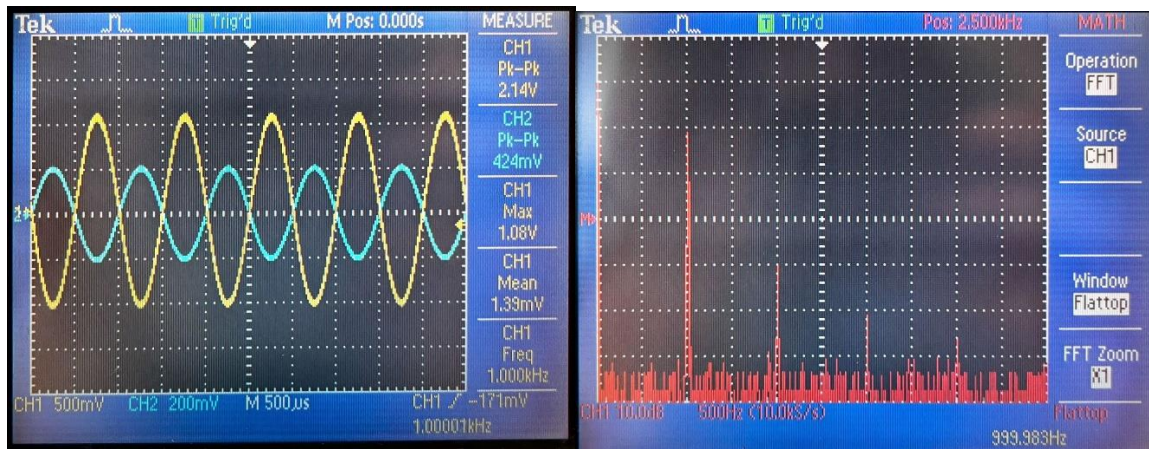 Tek T Trig'd M Pos: 0.000s MEASURE
CH1
Pk-Pk
2.14V
CH2
Pk-Pk
424mV
CH1
Max
1.08V
CH1
Mean
1.39mV
CH1
Freq
1.000kHz
2
CH1 500mV CH2 200mV M 500µs CH1 -171mV
1.00001kHz
Tek T Trig'd Pos: 2.500kHz MATH
Operation
FFT
Source
CH1
M
Window
Flattop
FFT Zoom
X1
CH1 10.0dB 500Hz (10.0kS/s) Flattop
999.983Hz